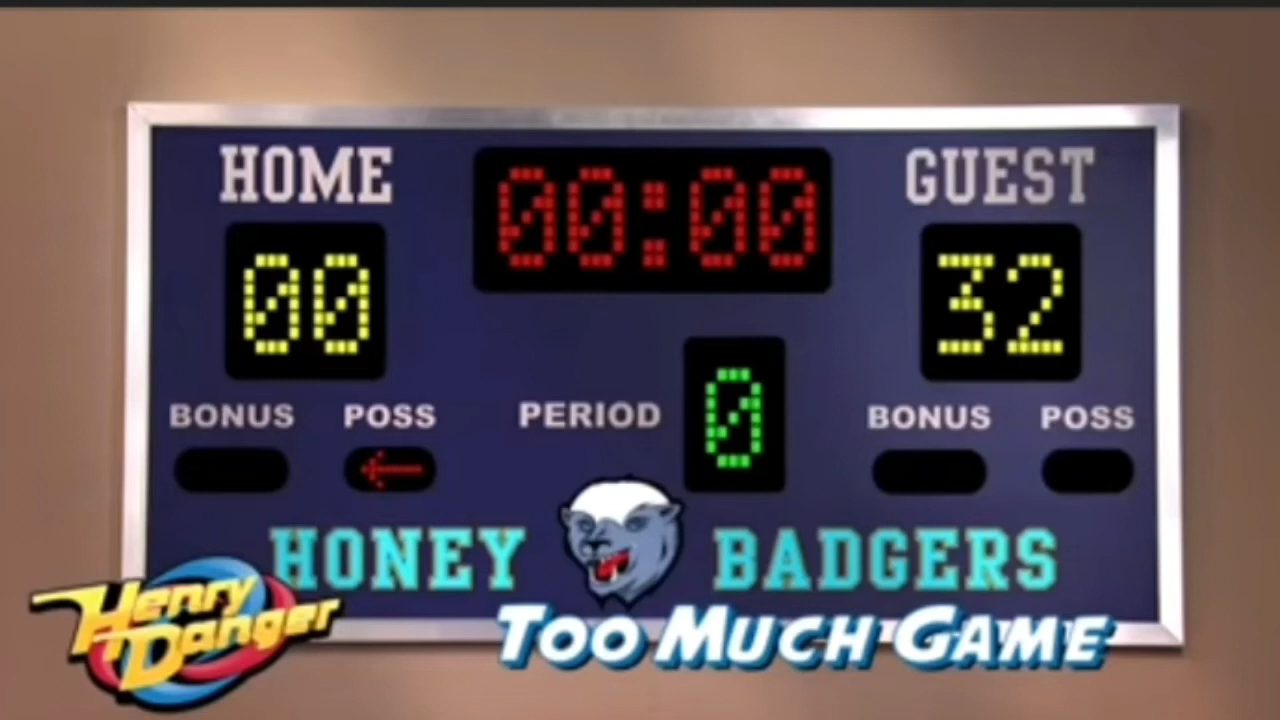 HOME
00:00
GUEST
00
32
BONUS
POSS
PERIOD
0
BONUS
POSS
←
HONEY BADGERS
Henry Danger
TOO MUCH GAME